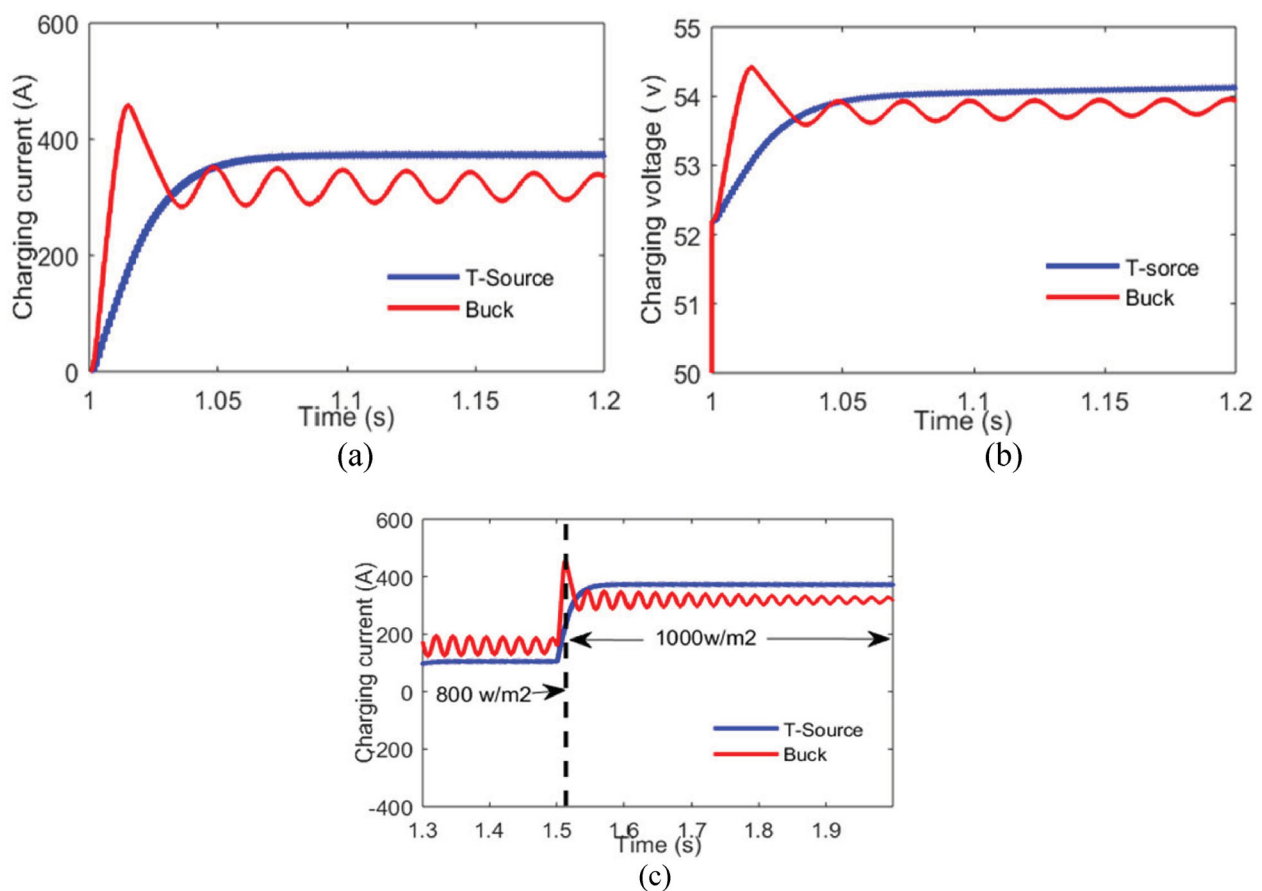 600
400
200
0
Charging current (A)
T-Source
Buck
1 1.05 1.1 1.15 1.2
Time (s)
(a)
55
54
53
52
51
50
Charging voltage ( v)
T-sorce
Buck
1 1.05 1.1 1.15 1.2
Time (s)
(b)
600
400
200
0
-200
-400
Charging current (A)
1000w/m2
800 w/m2
T-Source
Buck
1.3 1.4 1.5 1.6 1.7 1.8 1.9
Time (s)
(c)